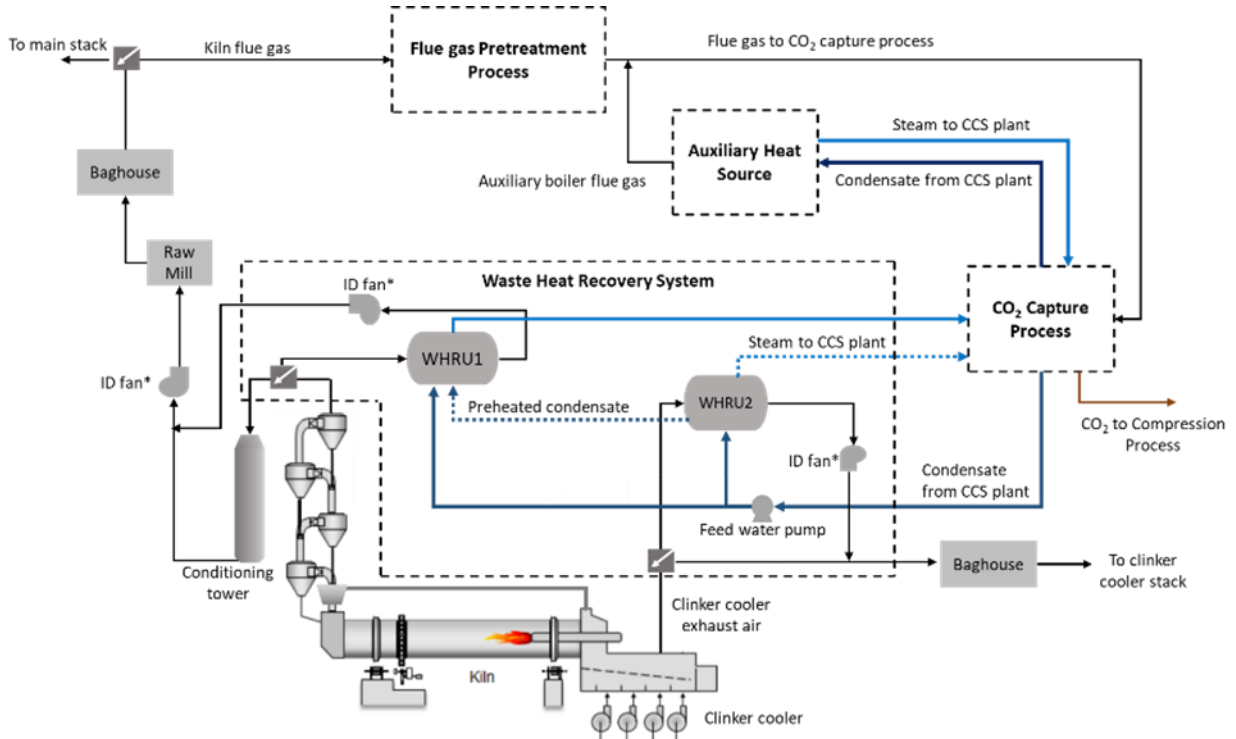 To main stack
Kiln flue gas
Flue gas Pretreatment
Process
Flue gas to CO₂ capture process
Steam to CCS plant
Auxiliary Heat
Source
Auxiliary boiler flue gas
Condensate from CCS plant
Baghouse
Raw
Mill
Waste Heat Recovery System
ID fan*
CO₂ Capture
Process
WHRU1
Steam to CCS plant
ID fan*
WHRU2
Preheated condensate
CO₂ to Compression
Process
ID fan*
Condensate
from CCS plant
Feed water pump
Conditioning
tower
Baghouse
To clinker
cooler stack
Clinker cooler
exhaust air
Kiln
Clinker cooler